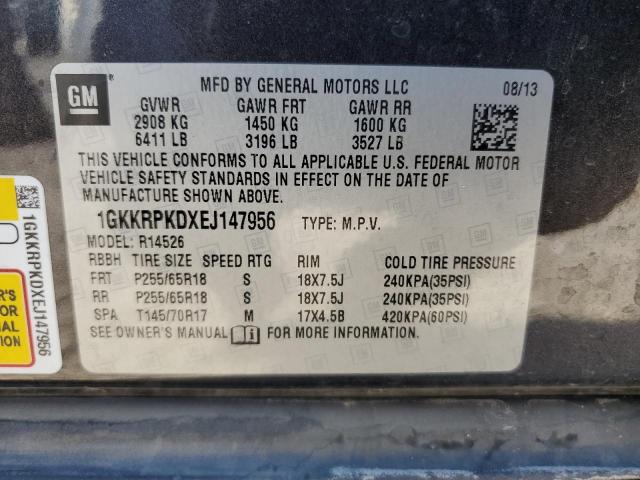 GM
MFD BY GENERAL MOTORS LLC 08/13
GVWR GAWR FRT GAWR RR
2908 KG 1450 KG 1600 KG
6411 LB 3196 LB 3527 LB
THIS VEHICLE CONFORMS TO ALL APPLICABLE U.S. FEDERAL MOTOR
VEHICLE SAFETY STANDARDS IN EFFECT ON THE DATE OF
MANUFACTURE SHOWN ABOVE.
1GKKRPKDXEJ147956 TYPE: M.P.V.
MODEL: R14526
RBBH TIRE SIZE SPEED RTG RIM COLD TIRE PRESSURE
FRT P255/65R18 S 18X7.5J 240KPA(35PSI)
RR P255/65R18 S 18X7.5J 240KPA(35PSI)
SPA T145/70R17 M 17X4.5B 420KPA(60PSI)
SEE OWNER'S MANUAL FOR MORE INFORMATION
1GKKRPKDXEJ147956